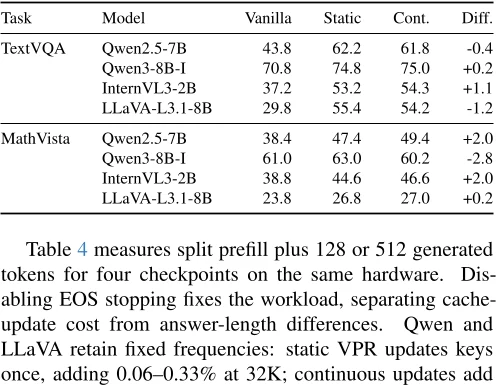 Task Model Vanilla Static Cont. Diff.
TextVQA Qwen2.5-7B 43.8 62.2 61.8 -0.4
Qwen3-8B-I 70.8 74.8 75.0 +0.2
InternVL3-2B 37.2 53.2 54.3 +1.1
LLaVA-L3.1-8B 29.8 55.4 54.2 -1.2
MathVista Qwen2.5-7B 38.4 47.4 49.4 +2.0
Qwen3-8B-I 61.0 63.0 60.2 -2.8
InternVL3-2B 38.8 44.6 46.6 +2.0
LLaVA-L3.1-8B 23.8 26.8 27.0 +0.2
Table 4 measures split prefill plus 128 or 512 generated
tokens for four checkpoints on the same hardware. Dis-
abling EOS stopping fixes the workload, separating cache-
update cost from answer-length differences. Qwen and
LLaVA retain fixed frequencies: static VPR updates keys
once, adding 0.06–0.33% at 32K; continuous updates add